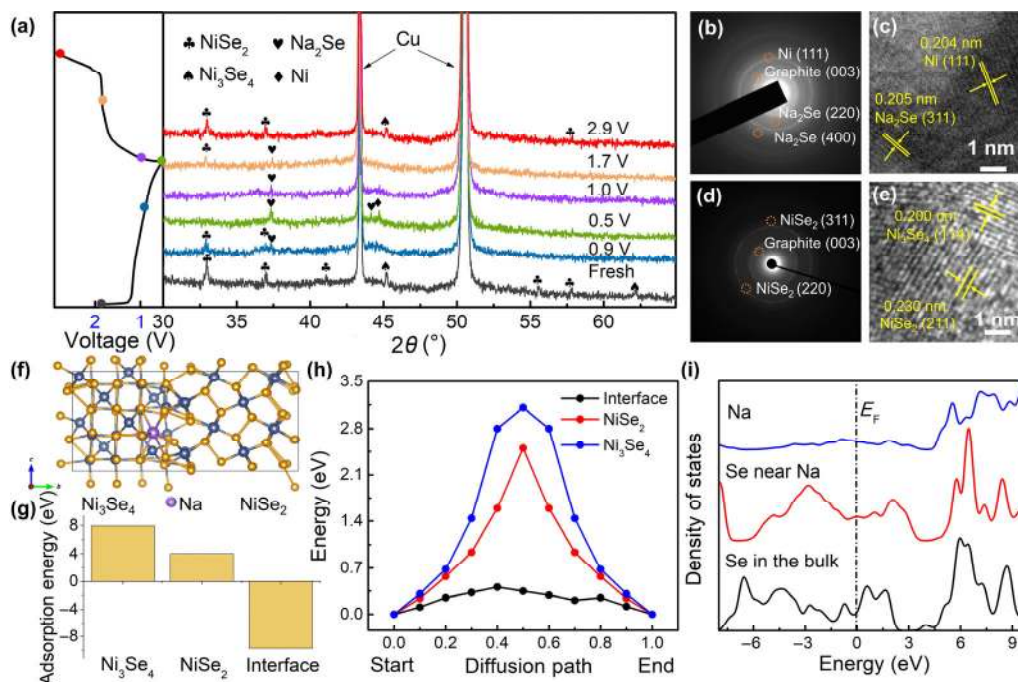 (a)
♣ NiSe2 ♥ Na2Se
♠ Ni3Se4 ♦ Ni
Cu
2.9 V
1.7 V
1.0 V
0.5 V
0.9 V
Fresh
2 1 30 35 40 45 50 55 60
Voltage (V) 2θ (°)
(b)
Ni (111)
Graphite (003)
Na2Se (220)
Na2Se (400)
(c)
0.204 nm
Ni (111)
0.205 nm
Na2Se (311)
1 nm
(d)
NiSe2 (311)
Graphite (003)
NiSe2 (220)
(e)
0.200 nm
0.230 nm
NiSe2 (211)
1 nm
(f)
c
b
Ni3Se4 Na NiSe2
(g)
Adsorption energy (eV)
8
4
0
−4
−8
Ni3Se4 NiSe2 Interface
(h)
Energy (eV)
3.5
2.8
2.1
1.4
0.7
0.0
Interface
NiSe2
Ni3Se4
0.0 0.2 0.4 0.6 0.8 1.0
Start Diffusion path End
(i)
Density of states
Na
EF
Se near Na
Se in the bulk
−6 −3 0 3 6 9
Energy (eV)